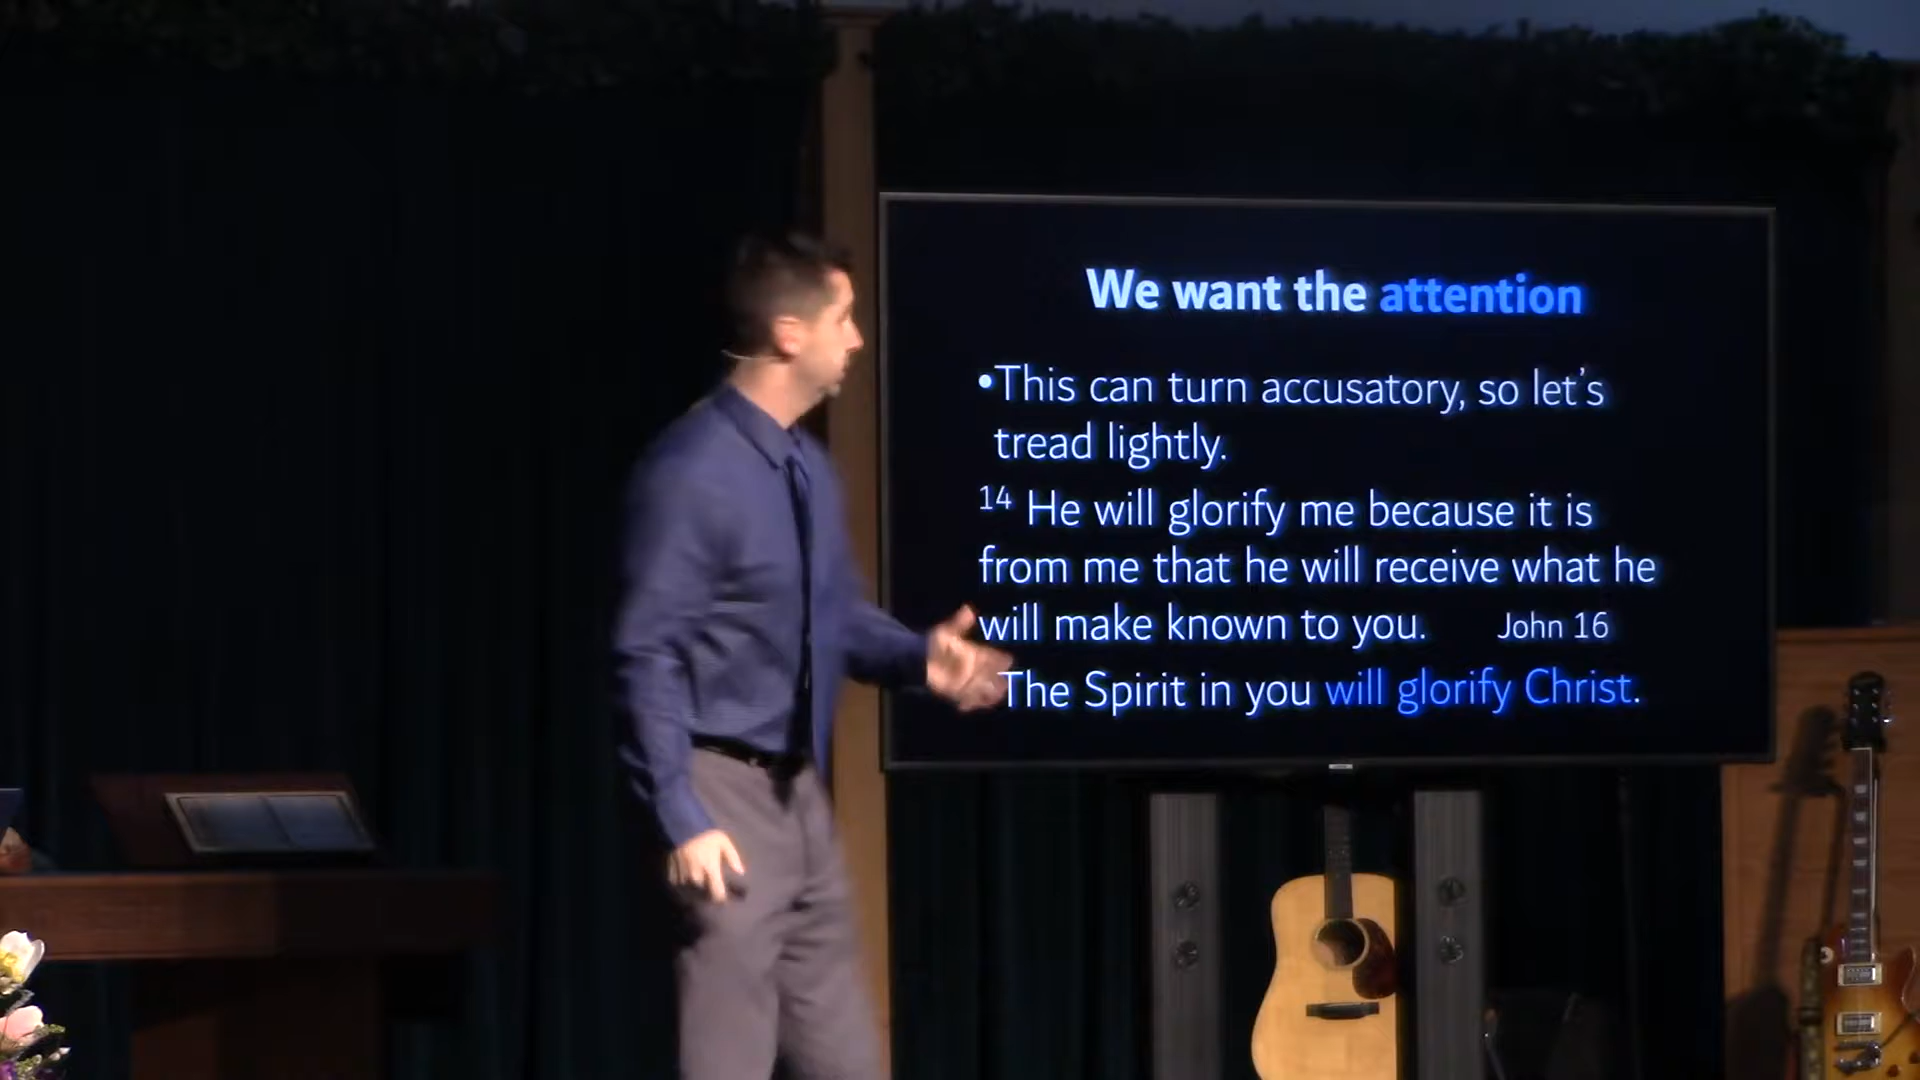 We want the attention
•This can turn accusatory, so let's
tread lightly.
14 He will glorify me because it is
from me that he will receive what he
will make known to you. John 16
The Spirit in you will glorify Christ.